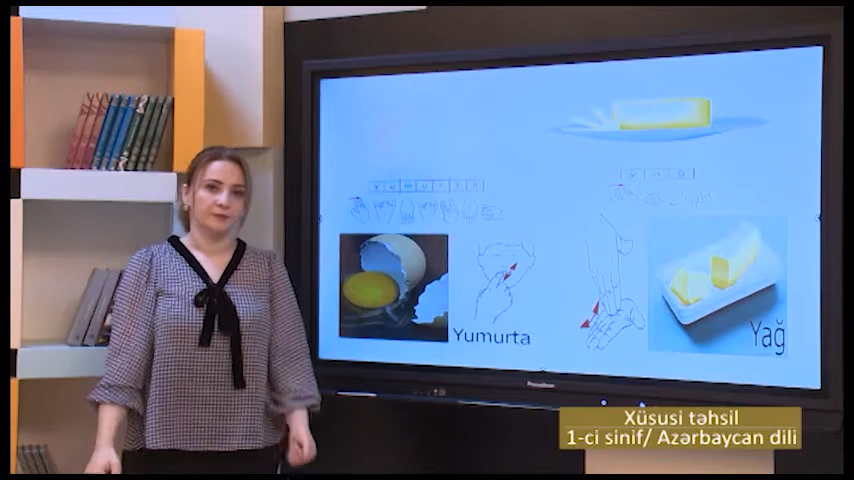 Yumurta
Yağ
Xüsusi təhsil
1-ci sinif/ Azərbaycan dili